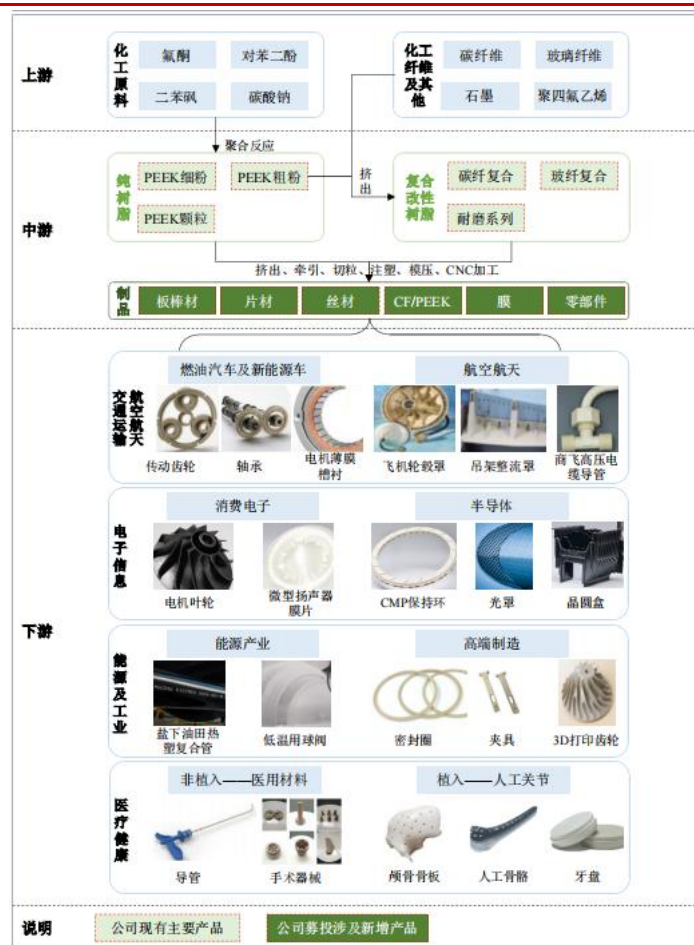 上游
化工原料
氟酮
对苯二酚
二苯砜
碳酸钠
化工纤维及其他
碳纤维
玻璃纤维
石墨
聚四氟乙烯
聚合反应
中游
纯树脂
PEEK细粉
PEEK粗粉
PEEK颗粒
挤出
复合改性树脂
碳纤复合
玻纤复合
耐磨系列
挤出、牵引、切粒、注塑、模压、CNC加工
制品
板棒材
片材
丝材
CF/PEEK
膜
零部件
下游
交通运输
航空航天
燃油汽车及新能源车
航空航天
传动齿轮
轴承
电机薄膜
槽衬
飞机轮毂罩
吊架整流罩
商飞高压电
缆导管
电子信息
消费电子
半导体
电机叶轮
微型扬声器
膜片
CMP保持环
光罩
晶圆盒
能源及工业
能源产业
高端制造
盐下油田热
塑复合管
低温用球阀
密封圈
夹具
3D打印齿轮
医疗健康
非植入——医用材料
植入——人工关节
导管
手术器械
颅骨骨板
人工骨骼
牙盘
说明
公司现有主要产品
公司募投涉及新增产品